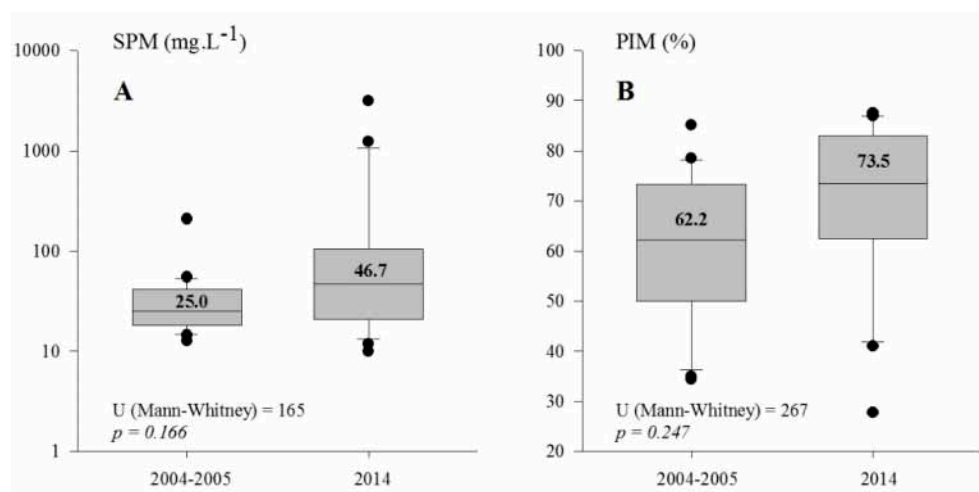 SPM (mg.L-1)
10000
A
1000
100
10
1
25.0
46.7
U (Mann-Whitney) = 165
p = 0.166
2004-2005
2014
PIM (%)
100
B
90
80
70
60
50
40
30
20
62.2
73.5
U (Mann-Whitney) = 267
p = 0.247
2004-2005
2014